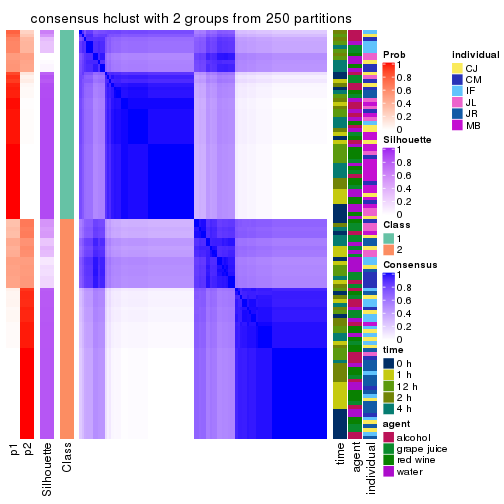 consensus hclust with 2 groups from 250 partitions
Prob
1
0.8
0.6
0.4
0.2
0
Silhouette
1
0.8
0.6
0.4
0.2
0
Class
1
2
Consensus
1
0.8
0.6
0.4
0.2
0
time
0 h
1 h
12 h
2 h
4 h
agent
alcohol
grape juice
red wine
water
individual
CJ
CM
IF
JL
JR
MB
p1
p2
Silhouette
Class
time
agent
individual